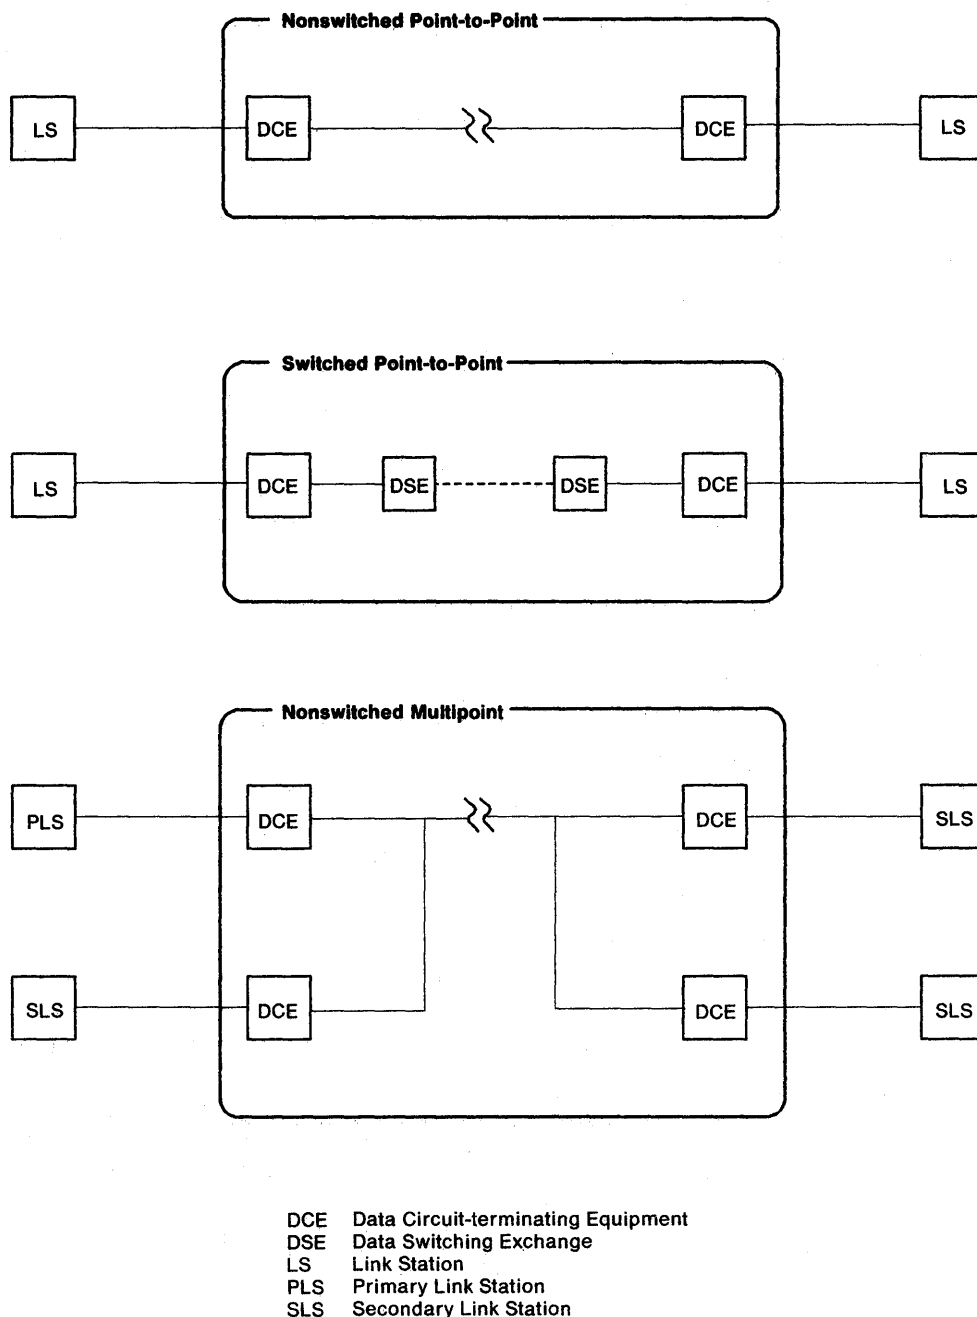 Nonswitched Point-to-Point
LS DCE DCE LS
Switched Point-to-Point
LS DCE DSE DSE DCE LS
Nonswitched Multipoint
PLS DCE DCE SLS
SLS DCE DCE SLS
DCE Data Circuit-terminating Equipment
DSE Data Switching Exchange
LS Link Station
PLS Primary Link Station
SLS Secondary Link Station